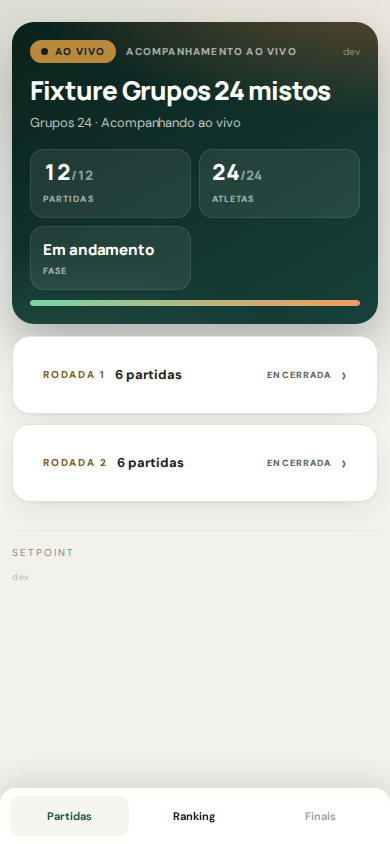 AO VIVO ACOMPANHAMENTO AO VIVO dev
Fixture Grupos 24 mistos
Grupos 24 · Acompanhando ao vivo
12/12 24/24
PARTIDAS ATLETAS
Em andamento
FASE
RODADA 1 6 partidas ENCERRADA ›
RODADA 2 6 partidas ENCERRADA ›
SETPOINT
dev
Partidas Ranking Finais